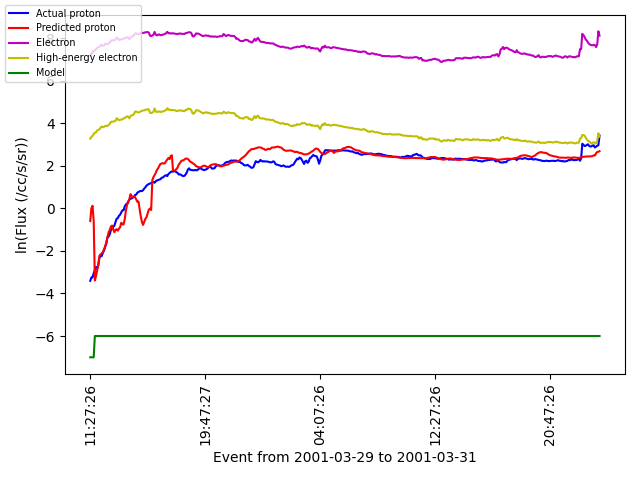 Actual proton
Predicted proton
Electron
High-energy electron
Model
8
6
4
2
0
−2
−4
−6
ln(Flux (/cc/s/sr))
11:27:26
19:47:27
04:07:26
12:27:26
20:47:26
Event from 2001-03-29 to 2001-03-31